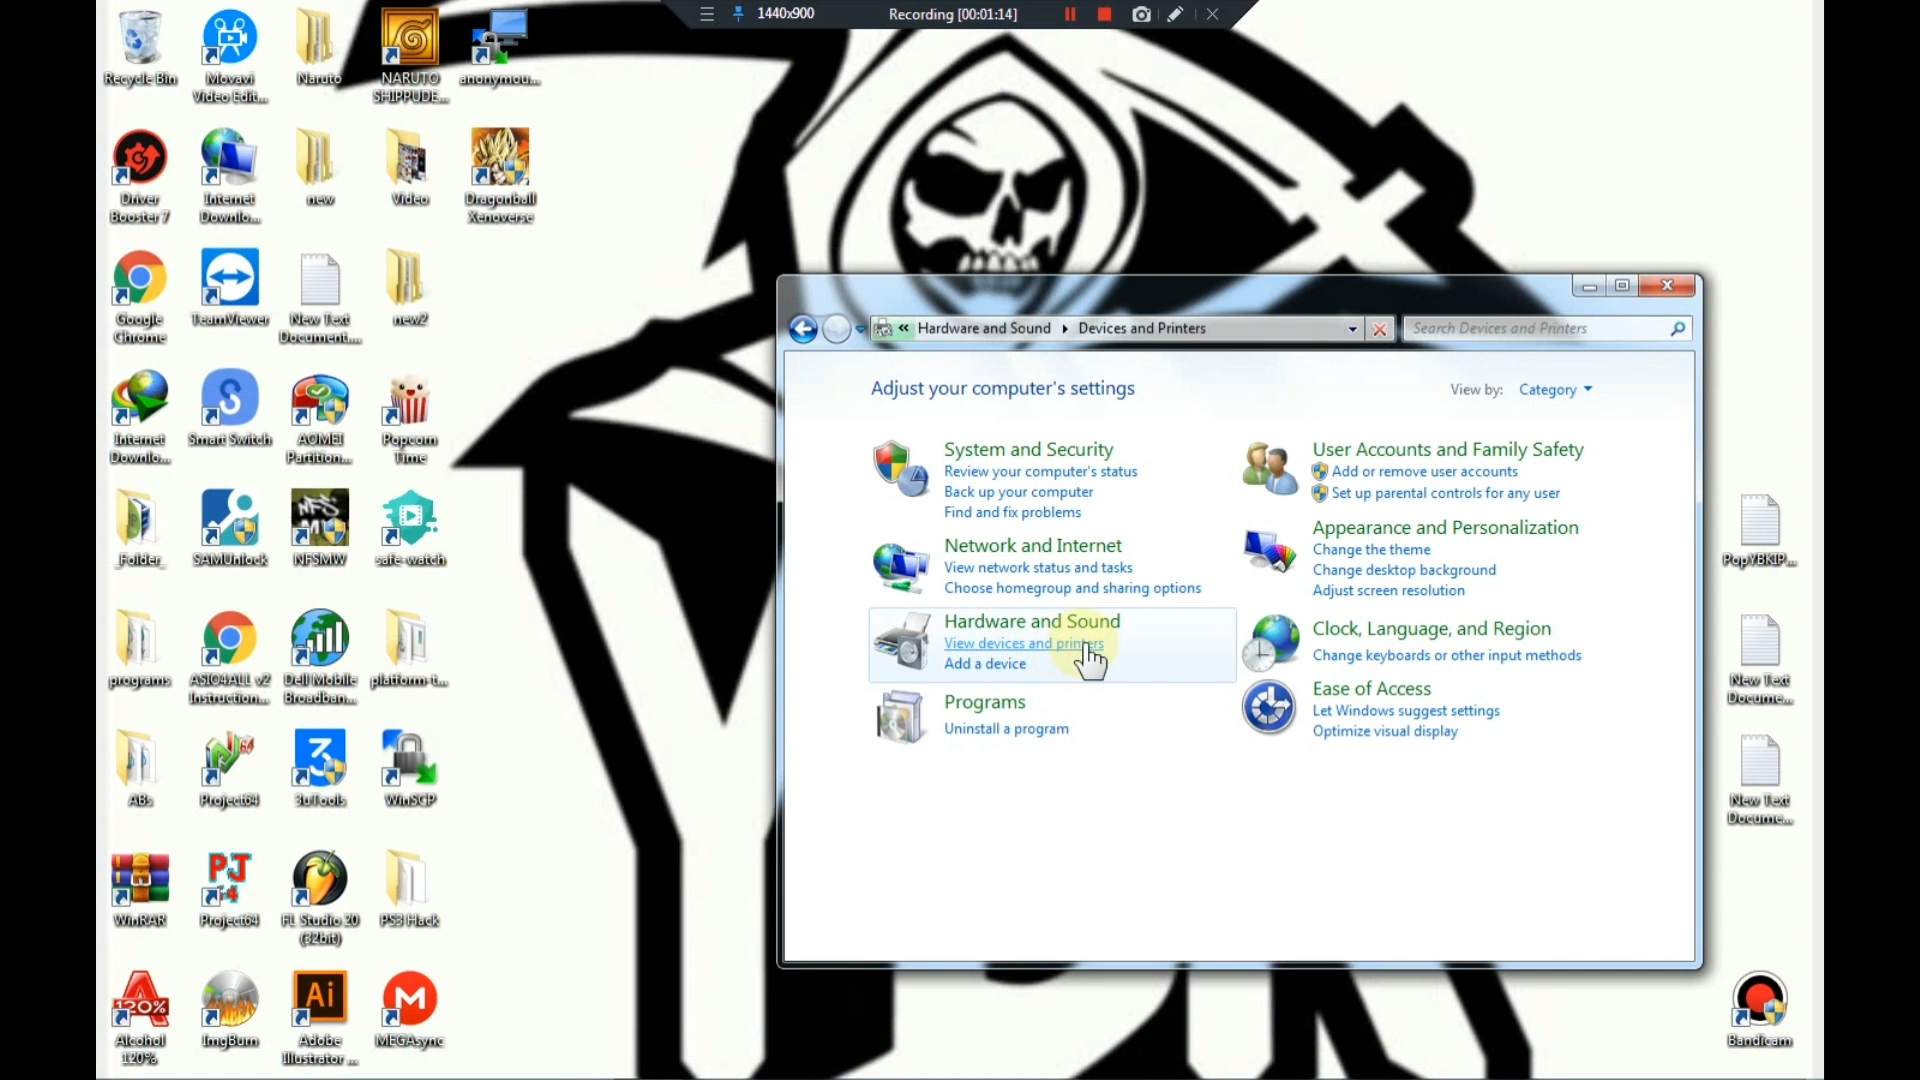 1440x900
Recording [00:01:14]
Recycle Bin
Movavi
Video Edit...
Naruto
NARUTO
SHIPPUDE...
anonymou...
Driver
Booster 7
Internet
Downlo...
new
Video
Dragonball
Xenoverse
Google
Chrome
TeamViewer
New Text
Document....
new2
Internet
Downlo...
Smart Switch
AOMEI
Partition...
Popcorn
Time
_Folder_
SAMUnlock
NFSMW
safe-watch
programs
ASIO4ALL v2
Instruction...
Dell Mobile
Broadban...
platform-t...
ABs
Project64
3uTools
WinSCP
WinRAR
Project64
FL Studio 20
(32bit)
PS3 Hack
Alcohol
120%
ImgBurn
Adobe
Illustrator ...
MEGAsync
« Hardware and Sound
Devices and Printers
Search Devices and Printers
Adjust your computer's settings
View by: Category
System and Security
Review your computer's status
Back up your computer
Find and fix problems
Network and Internet
View network status and tasks
Choose homegroup and sharing options
Hardware and Sound
View devices and printers
Add a device
Programs
Uninstall a program
User Accounts and Family Safety
Add or remove user accounts
Set up parental controls for any user
Appearance and Personalization
Change the theme
Change desktop background
Adjust screen resolution
Clock, Language, and Region
Change keyboards or other input methods
Ease of Access
Let Windows suggest settings
Optimize visual display
New Text
Docume...
New Text
Docume...
Bandicam